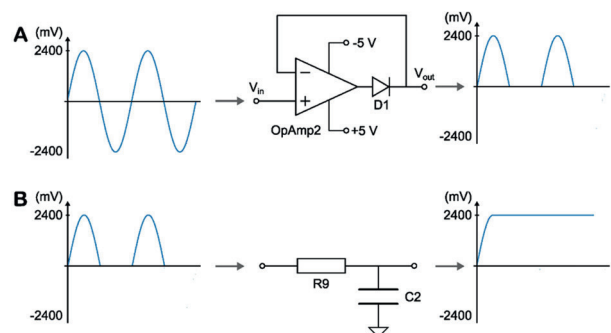 A
(mV)
2400
-2400
V_in
-
+
-5 V
+5 V
OpAmp2
D1
V_out
(mV)
2400
-2400
B
(mV)
2400
-2400
R9
C2
(mV)
2400
-2400